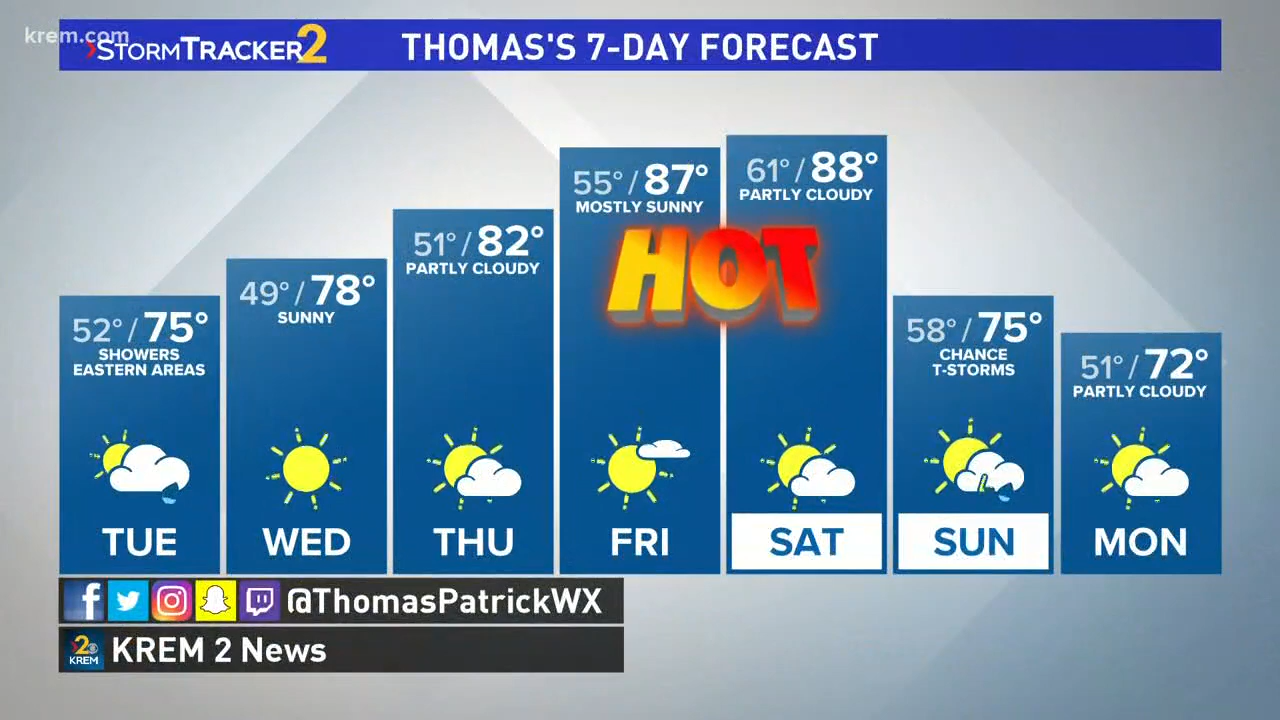 krem.com
STORMTRACKER 2
THOMAS'S 7-DAY FORECAST
52°/75°
SHOWERS
EASTERN AREAS
TUE
49°/78°
SUNNY
WED
51°/82°
PARTLY CLOUDY
THU
55°/87°
MOSTLY SUNNY
FRI
61°/88°
PARTLY CLOUDY
HOT
SAT
58°/75°
CHANCE
T-STORMS
SUN
51°/72°
PARTLY CLOUDY
MON
@ThomasPatrickWX
2
KREM
KREM 2 News